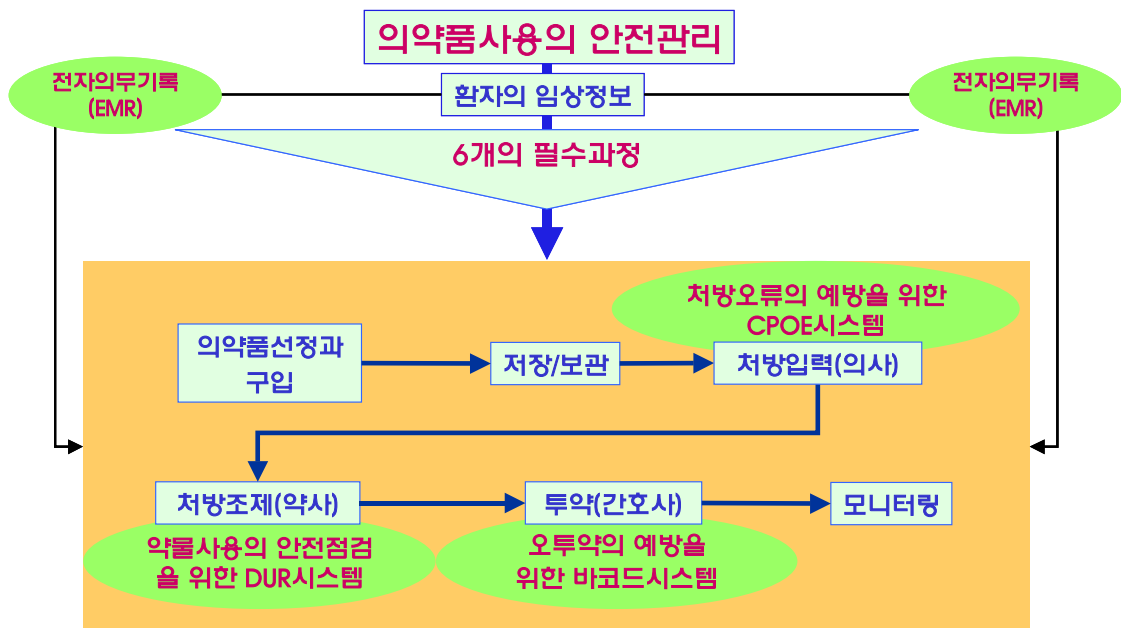 의약품사용의 안전관리
전자의무기록
(EMR)
환자의 임상정보
전자의무기록
(EMR)
6개의 필수과정
처방오류의 예방을 위한
CPOE시스템
의약품선정과
구입
저장/보관
처방입력(의사)
처방조제(약사)
투약(간호사)
모니터링
약물사용의 안전점검
을 위한 DUR시스템
오투약의 예방을
위한 바코드시스템